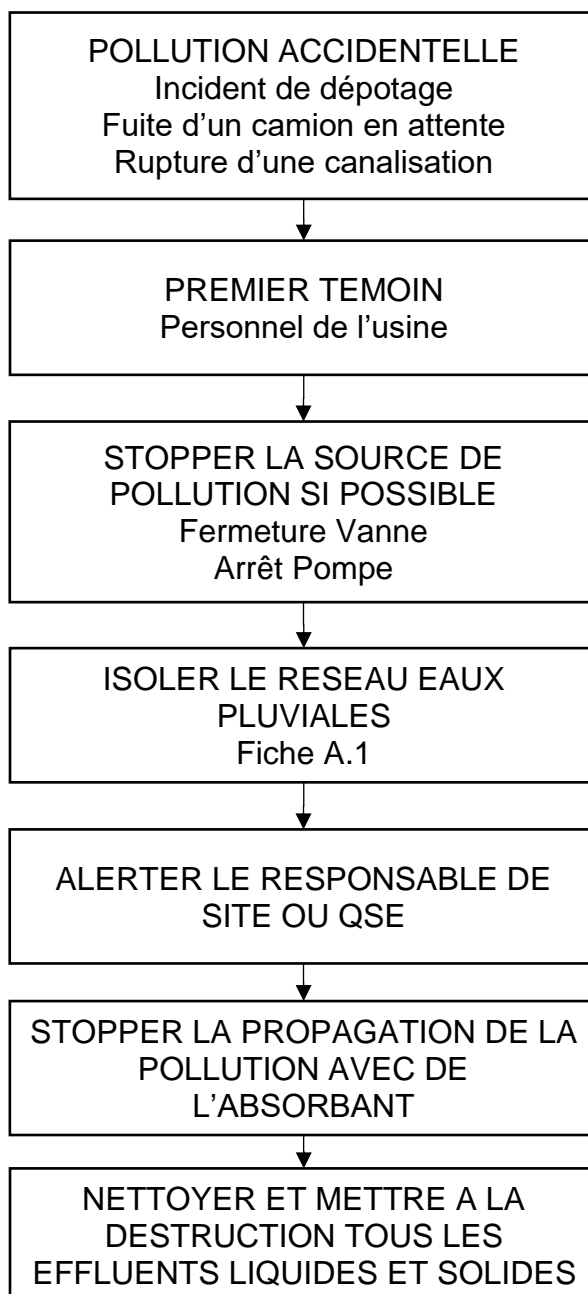 POLLUTION ACCIDENTELLE
Incident de dépotage
Fuite d’un camion en attente
Rupture d’une canalisation
PREMIER TEMOIN
Personnel de l’usine
STOPPER LA SOURCE DE
POLLUTION SI POSSIBLE
Fermeture Vanne
Arrêt Pompe
ISOLER LE RESEAU EAUX
PLUVIALES
Fiche A.1
ALERTER LE RESPONSABLE DE
SITE OU QSE
STOPPER LA PROPAGATION DE LA
POLLUTION AVEC DE
L’ABSORBANT
NETTOYER ET METTRE A LA
DESTRUCTION TOUS LES
EFFLUENTS LIQUIDES ET SOLIDES